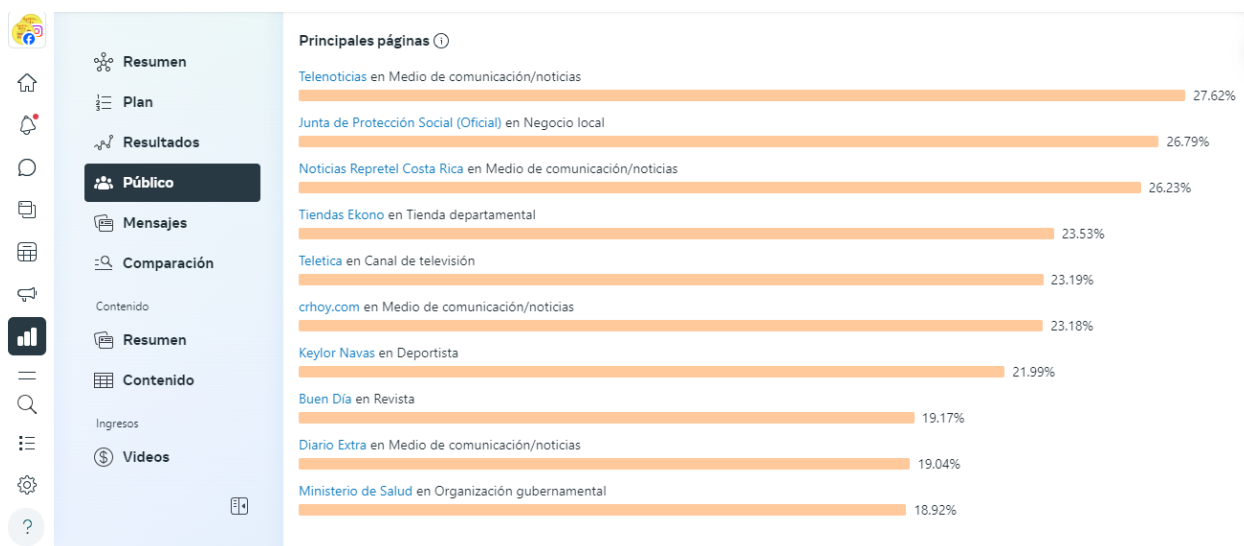 Resumen
Plan
Resultados
Público
Mensajes
Comparación
Contenido
Resumen
Contenido
Ingresos
Videos
Principales páginas
Telenoticias en Medio de comunicación/noticias
27.62%
Junta de Protección Social (Oficial) en Negocio local
26.79%
Noticias Repretel Costa Rica en Medio de comunicación/noticias
26.23%
Tiendas Ekono en Tienda departamental
23.53%
Teletica en Canal de televisión
23.19%
crhoy.com en Medio de comunicación/noticias
23.18%
Keylor Navas en Deportista
21.99%
Buen Día en Revista
19.17%
Diario Extra en Medio de comunicación/noticias
19.04%
Ministerio de Salud en Organización gubernamental
18.92%